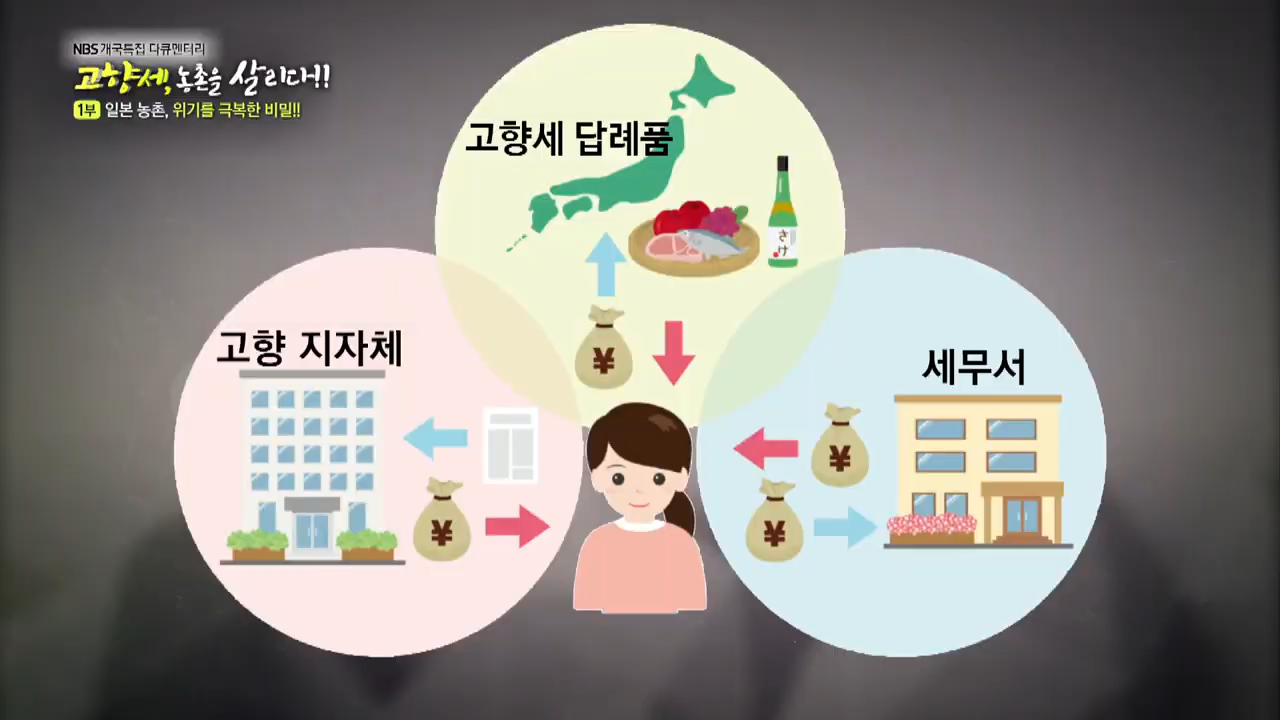 NBS 개국특집 다큐멘터리
고향세, 농촌을 살리다!!
1부 일본 농촌, 위기를 극복한 비밀!!
고향세 답례품
さけ
고향 지자체
세무서
¥
¥
¥
¥